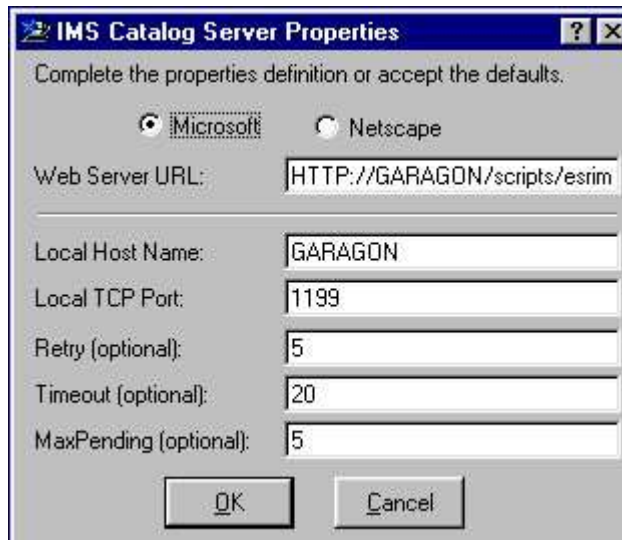 IMS Catalog Server Properties
Complete the properties definition or accept the defaults.
Microsoft Netscape
Web Server URL: HTTP://GARAGON/scripts/esrim
Local Host Name: GARAGON
Local TCP Port: 1199
Retry (optional): 5
Timeout (optional): 20
MaxPending (optional): 5
OK Cancel